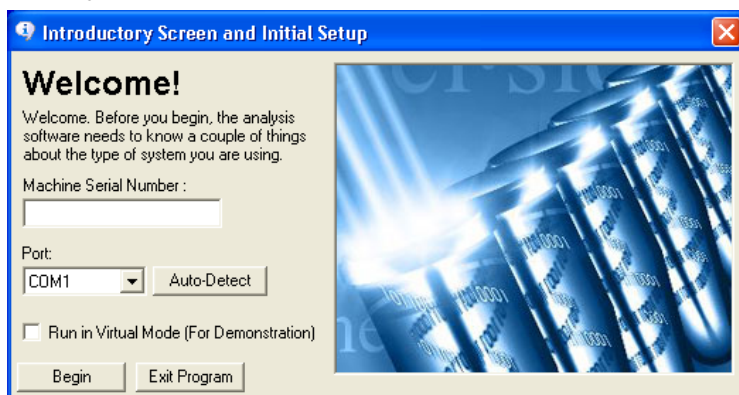 Introductory Screen and Initial Setup
Welcome!
Welcome. Before you begin, the analysis
software needs to know a couple of things
about the type of system you are using.
Machine Serial Number :
Port:
COM1 Auto-Detect
Run in Virtual Mode (For Demonstration)
Begin Exit Program